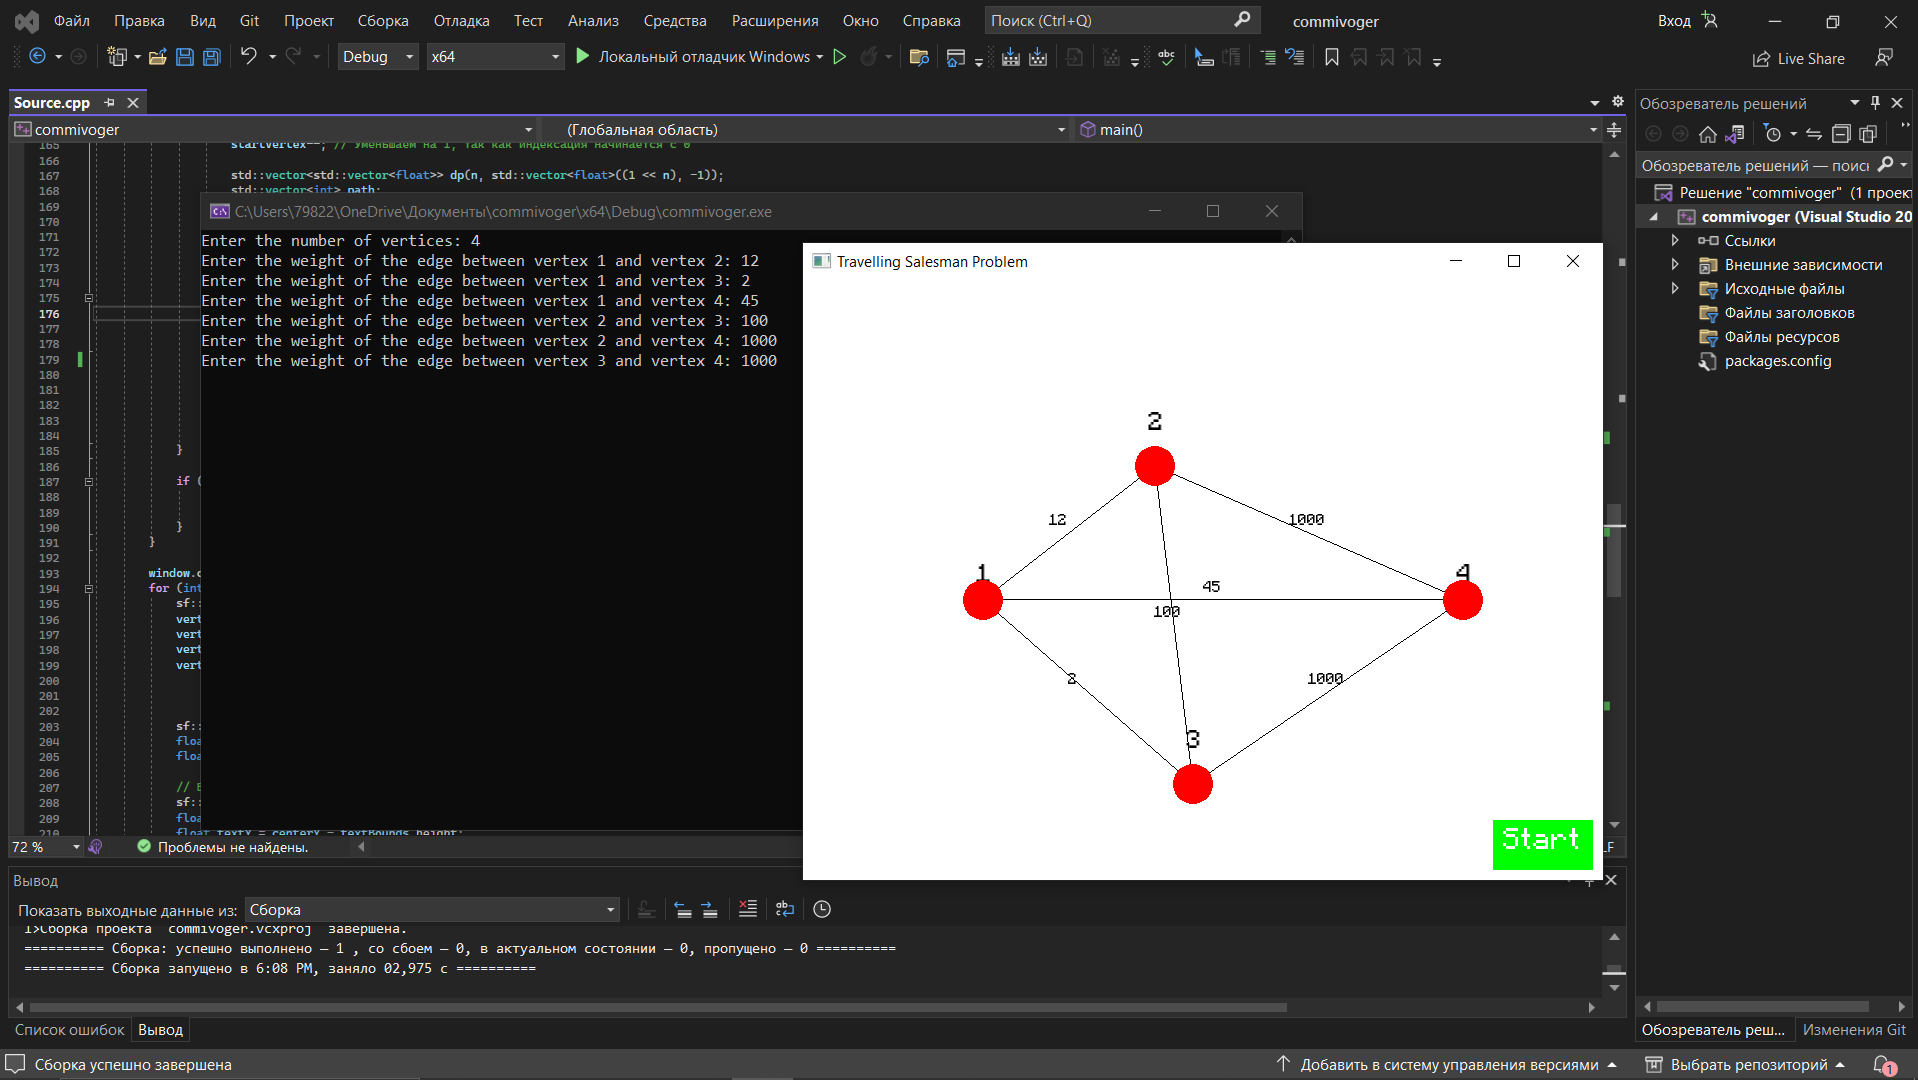 Файл Правка Вид Git Проект Сборка Отладка Тест Анализ Средства Расширения Окно Справка Поиск (Ctrl+Q) commivoger Вход
Debug x64 Локальный отладчик Windows Live Share
Source.cpp
commivoger (Глобальная область) main()
165 startVertex--; // Уменьшаем на 1, так как индексация начинается с 0
166
167 std::vector<std::vector<float>> dp(n, std::vector<float>((1 << n), -1));
168 std::vector<int> path;
169
170
171
172
173
174
175
176
177
178
179
180
181
182
183
184
185 }
186
187 if (
188
189
190 }
191 }
192
193 window.c
194 for (int
195 sf::
196 vert
197 vert
198 vert
199 vert
200
201
202
203 sf::
204 floa
205 floa
206
207 //
208 sf::
209 floa
210 float textY = centerY - textBounds.height;
C:\Users\79822\OneDrive\Документы\commivoger\x64\Debug\commivoger.exe
Enter the number of vertices: 4
Enter the weight of the edge between vertex 1 and vertex 2: 12
Enter the weight of the edge between vertex 1 and vertex 3: 2
Enter the weight of the edge between vertex 1 and vertex 4: 45
Enter the weight of the edge between vertex 2 and vertex 3: 100
Enter the weight of the edge between vertex 2 and vertex 4: 1000
Enter the weight of the edge between vertex 3 and vertex 4: 1000
Travelling Salesman Problem
2
12
1000
1
4
45
100
2
1000
3
Start
72 % Проблемы не найдены. LF
Вывод
Показать выходные данные из: Сборка
1>Сборка проекта commivoger.vcxproj завершена.
========== Сборка: успешно выполнено — 1 , со сбоем — 0, в актуальном состоянии — 0, пропущено — 0 ==========
========== Сборка запущено в 6:08 PM, заняло 02,975 с ==========
Список ошибок Вывод
Обозреватель решений
Обозреватель решений — поиск
Решение "commivoger" (1 проект
commivoger (Visual Studio 20
Ссылки
Внешние зависимости
Исходные файлы
Файлы заголовков
Файлы ресурсов
packages.config
Обозреватель реш... Изменения Git
Сборка успешно завершена Добавить в систему управления версиями Выбрать репозиторий 1